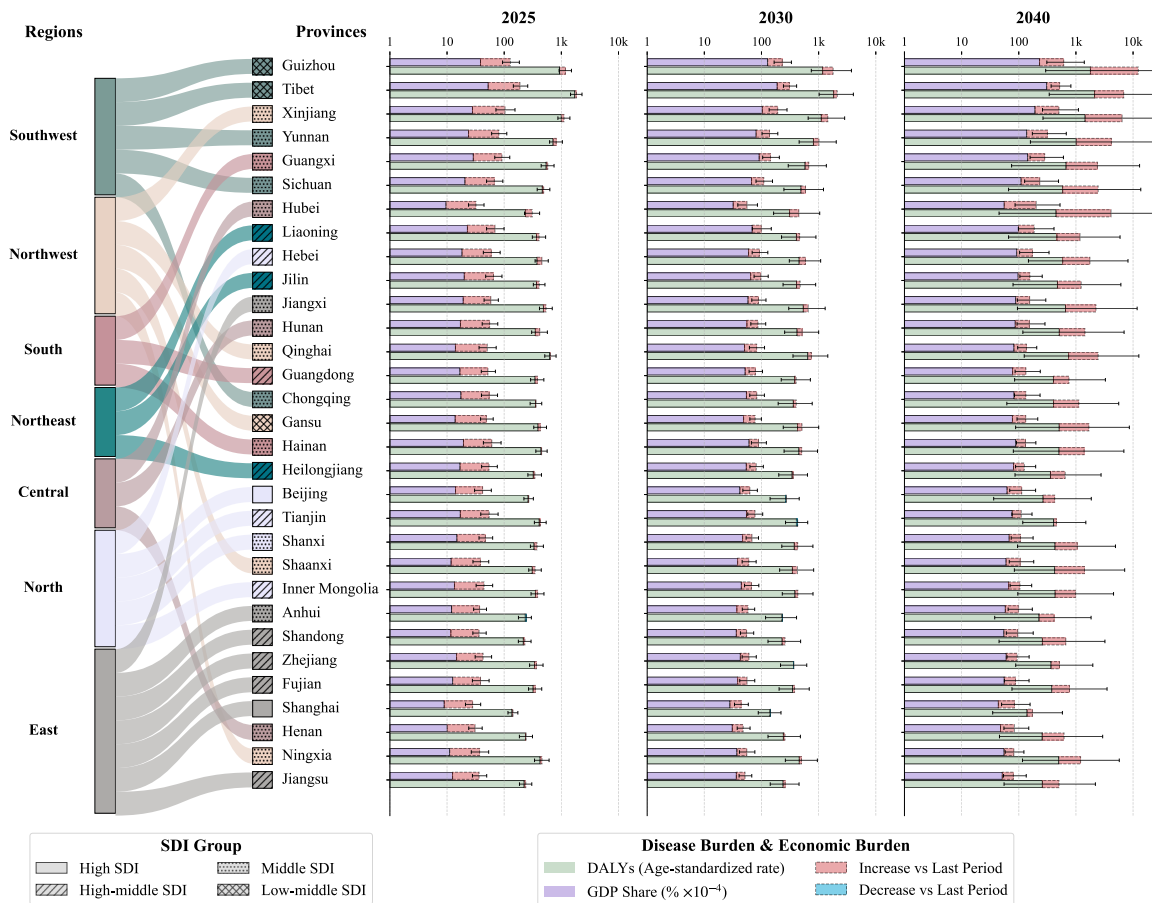 Regions
Provinces
2025
2030
2040
1 10 100 1k 10k
1 10 100 1k 10k
1 10 100 1k 10k
Southwest
Northwest
South
Northeast
Central
North
East
Guizhou
Tibet
Xinjiang
Yunnan
Guangxi
Sichuan
Hubei
Liaoning
Hebei
Jilin
Jiangxi
Hunan
Qinghai
Guangdong
Chongqing
Gansu
Hainan
Heilongjiang
Beijing
Tianjin
Shanxi
Shaanxi
Inner Mongolia
Anhui
Shandong
Zhejiang
Fujian
Shanghai
Henan
Ningxia
Jiangsu
SDI Group
High SDI
High-middle SDI
Middle SDI
Low-middle SDI
Disease Burden & Economic Burden
DALYs (Age-standardized rate)
GDP Share (% ×10⁻⁴)
Increase vs Last Period
Decrease vs Last Period